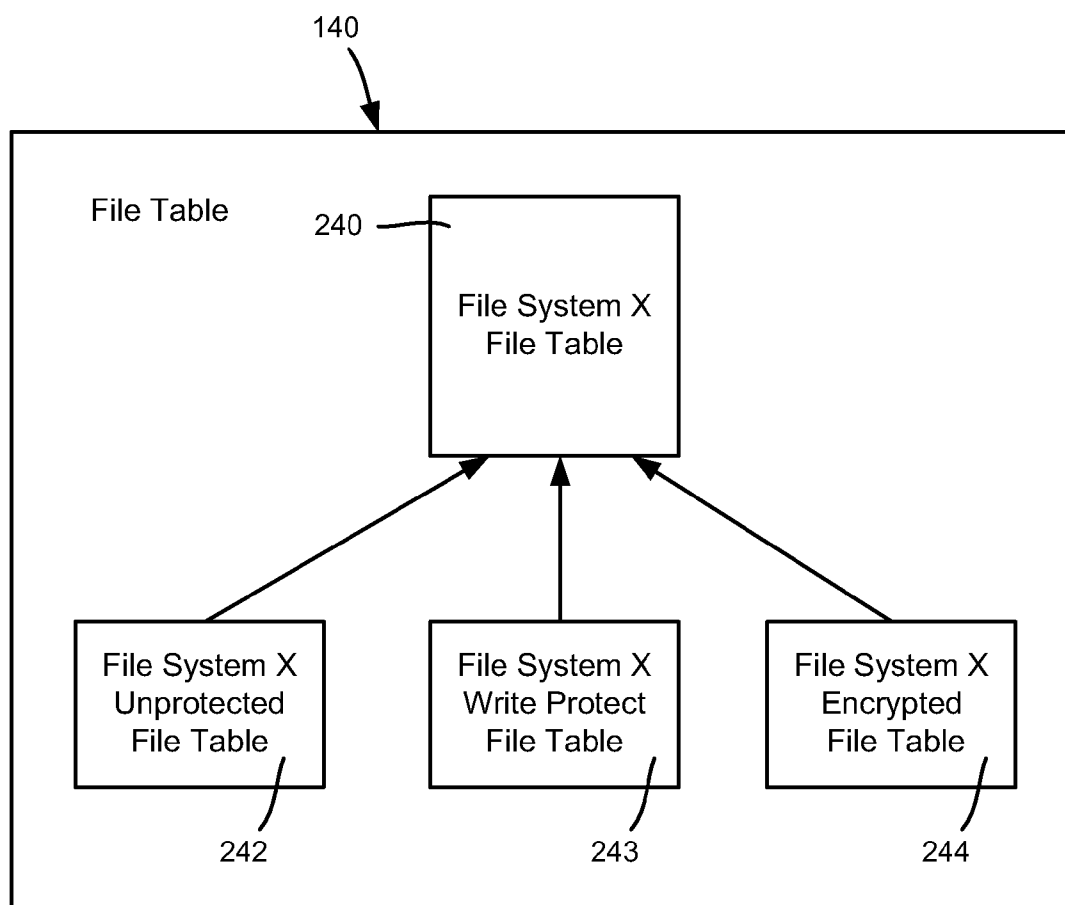 140
File Table
240
File System X
File Table
File System X
Unprotected
File Table
File System X
Write Protect
File Table
File System X
Encrypted
File Table
242
243
244